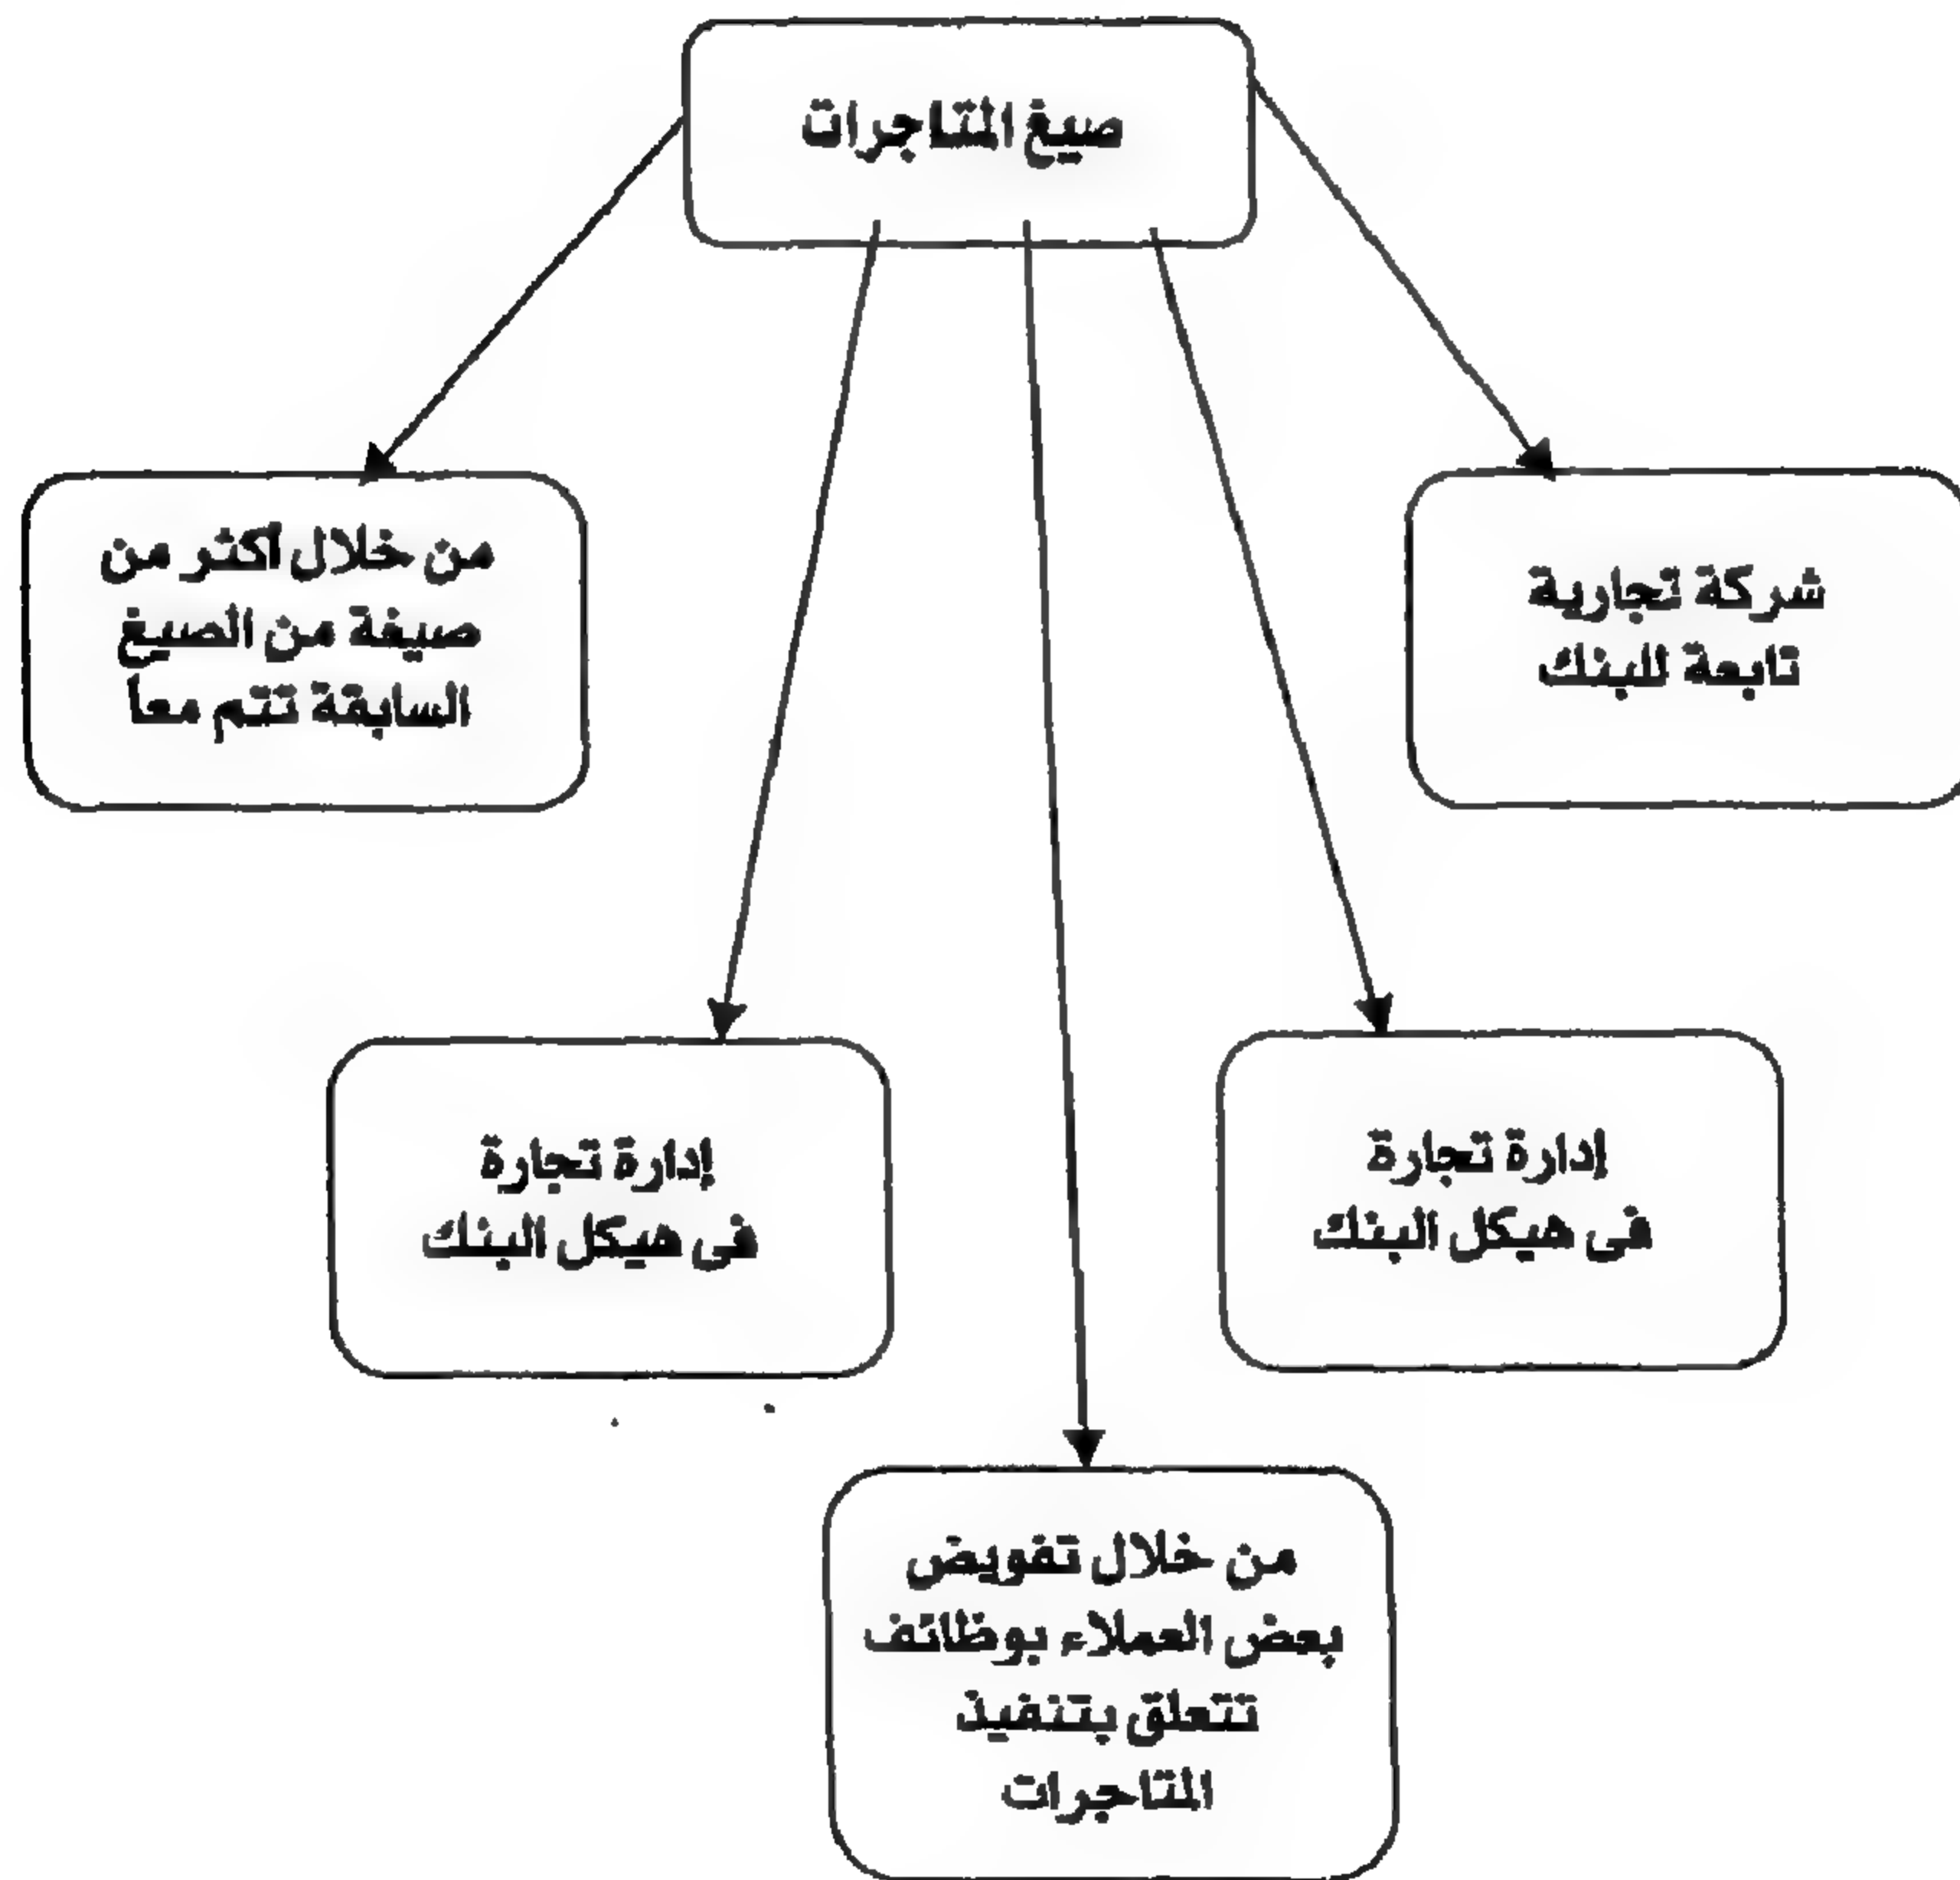 صيغ المتاجرات
شركة تجارية
تابعة للبنك
من خلال أكثر من
صيغة من الصيغ
السابقة تتم معاً
إدارة تجارة
فى هيكل البنك
إدارة تجارة
فى هيكل البنك
من خلال تفويض
بعض العملاء بوظائف
تتعلق بتنفيذ
المتاجرات